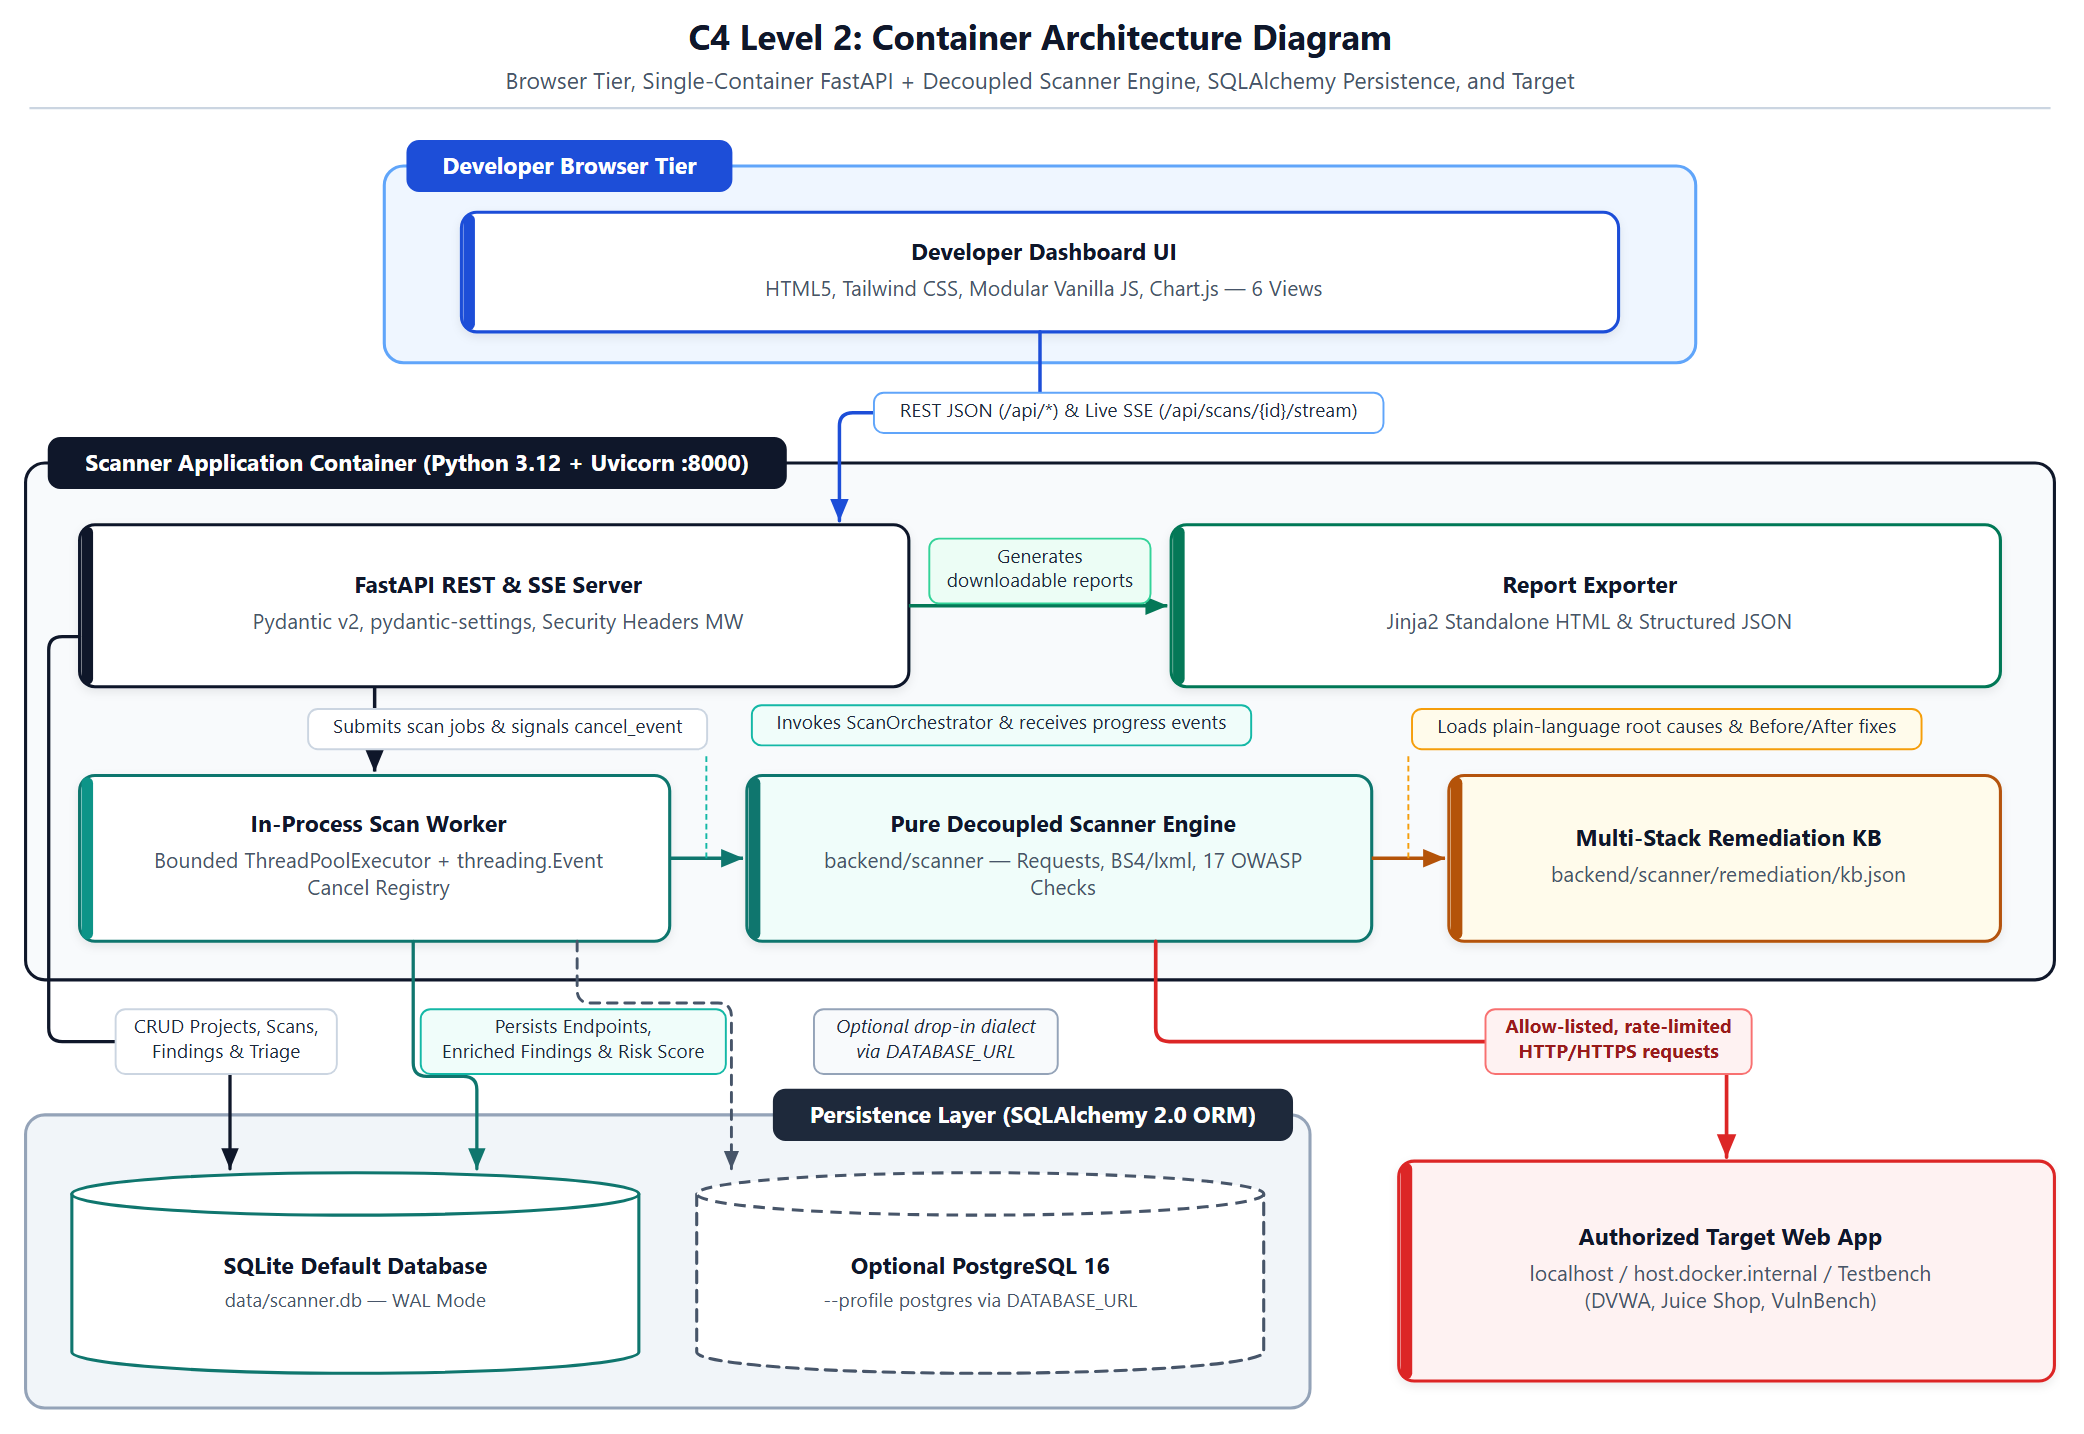 C4 Level 2: Container Architecture Diagram
Browser Tier, Single-Container FastAPI + Decoupled Scanner Engine, SQLAlchemy Persistence, and Target
Developer Browser Tier
Developer Dashboard UI
HTML5, Tailwind CSS, Modular Vanilla JS, Chart.js — 6 Views
REST JSON (/api/*) & Live SSE (/api/scans/{id}/stream)
Scanner Application Container (Python 3.12 + Uvicorn :8000)
FastAPI REST & SSE Server
Pydantic v2, pydantic-settings, Security Headers MW
Generates
downloadable reports
Report Exporter
Jinja2 Standalone HTML & Structured JSON
Submits scan jobs & signals cancel_event
Invokes ScanOrchestrator & receives progress events
Loads plain-language root causes & Before/After fixes
In-Process Scan Worker
Bounded ThreadPoolExecutor + threading.Event
Cancel Registry
Pure Decoupled Scanner Engine
backend/scanner — Requests, BS4/lxml, 17 OWASP
Checks
Multi-Stack Remediation KB
backend/scanner/remediation/kb.json
CRUD Projects, Scans,
Findings & Triage
Persists Endpoints,
Enriched Findings & Risk Score
Optional drop-in dialect
via DATABASE_URL
Allow-listed, rate-limited
HTTP/HTTPS requests
Persistence Layer (SQLAlchemy 2.0 ORM)
SQLite Default Database
data/scanner.db — WAL Mode
Optional PostgreSQL 16
--profile postgres via DATABASE_URL
Authorized Target Web App
localhost / host.docker.internal / Testbench
(DVWA, Juice Shop, VulnBench)